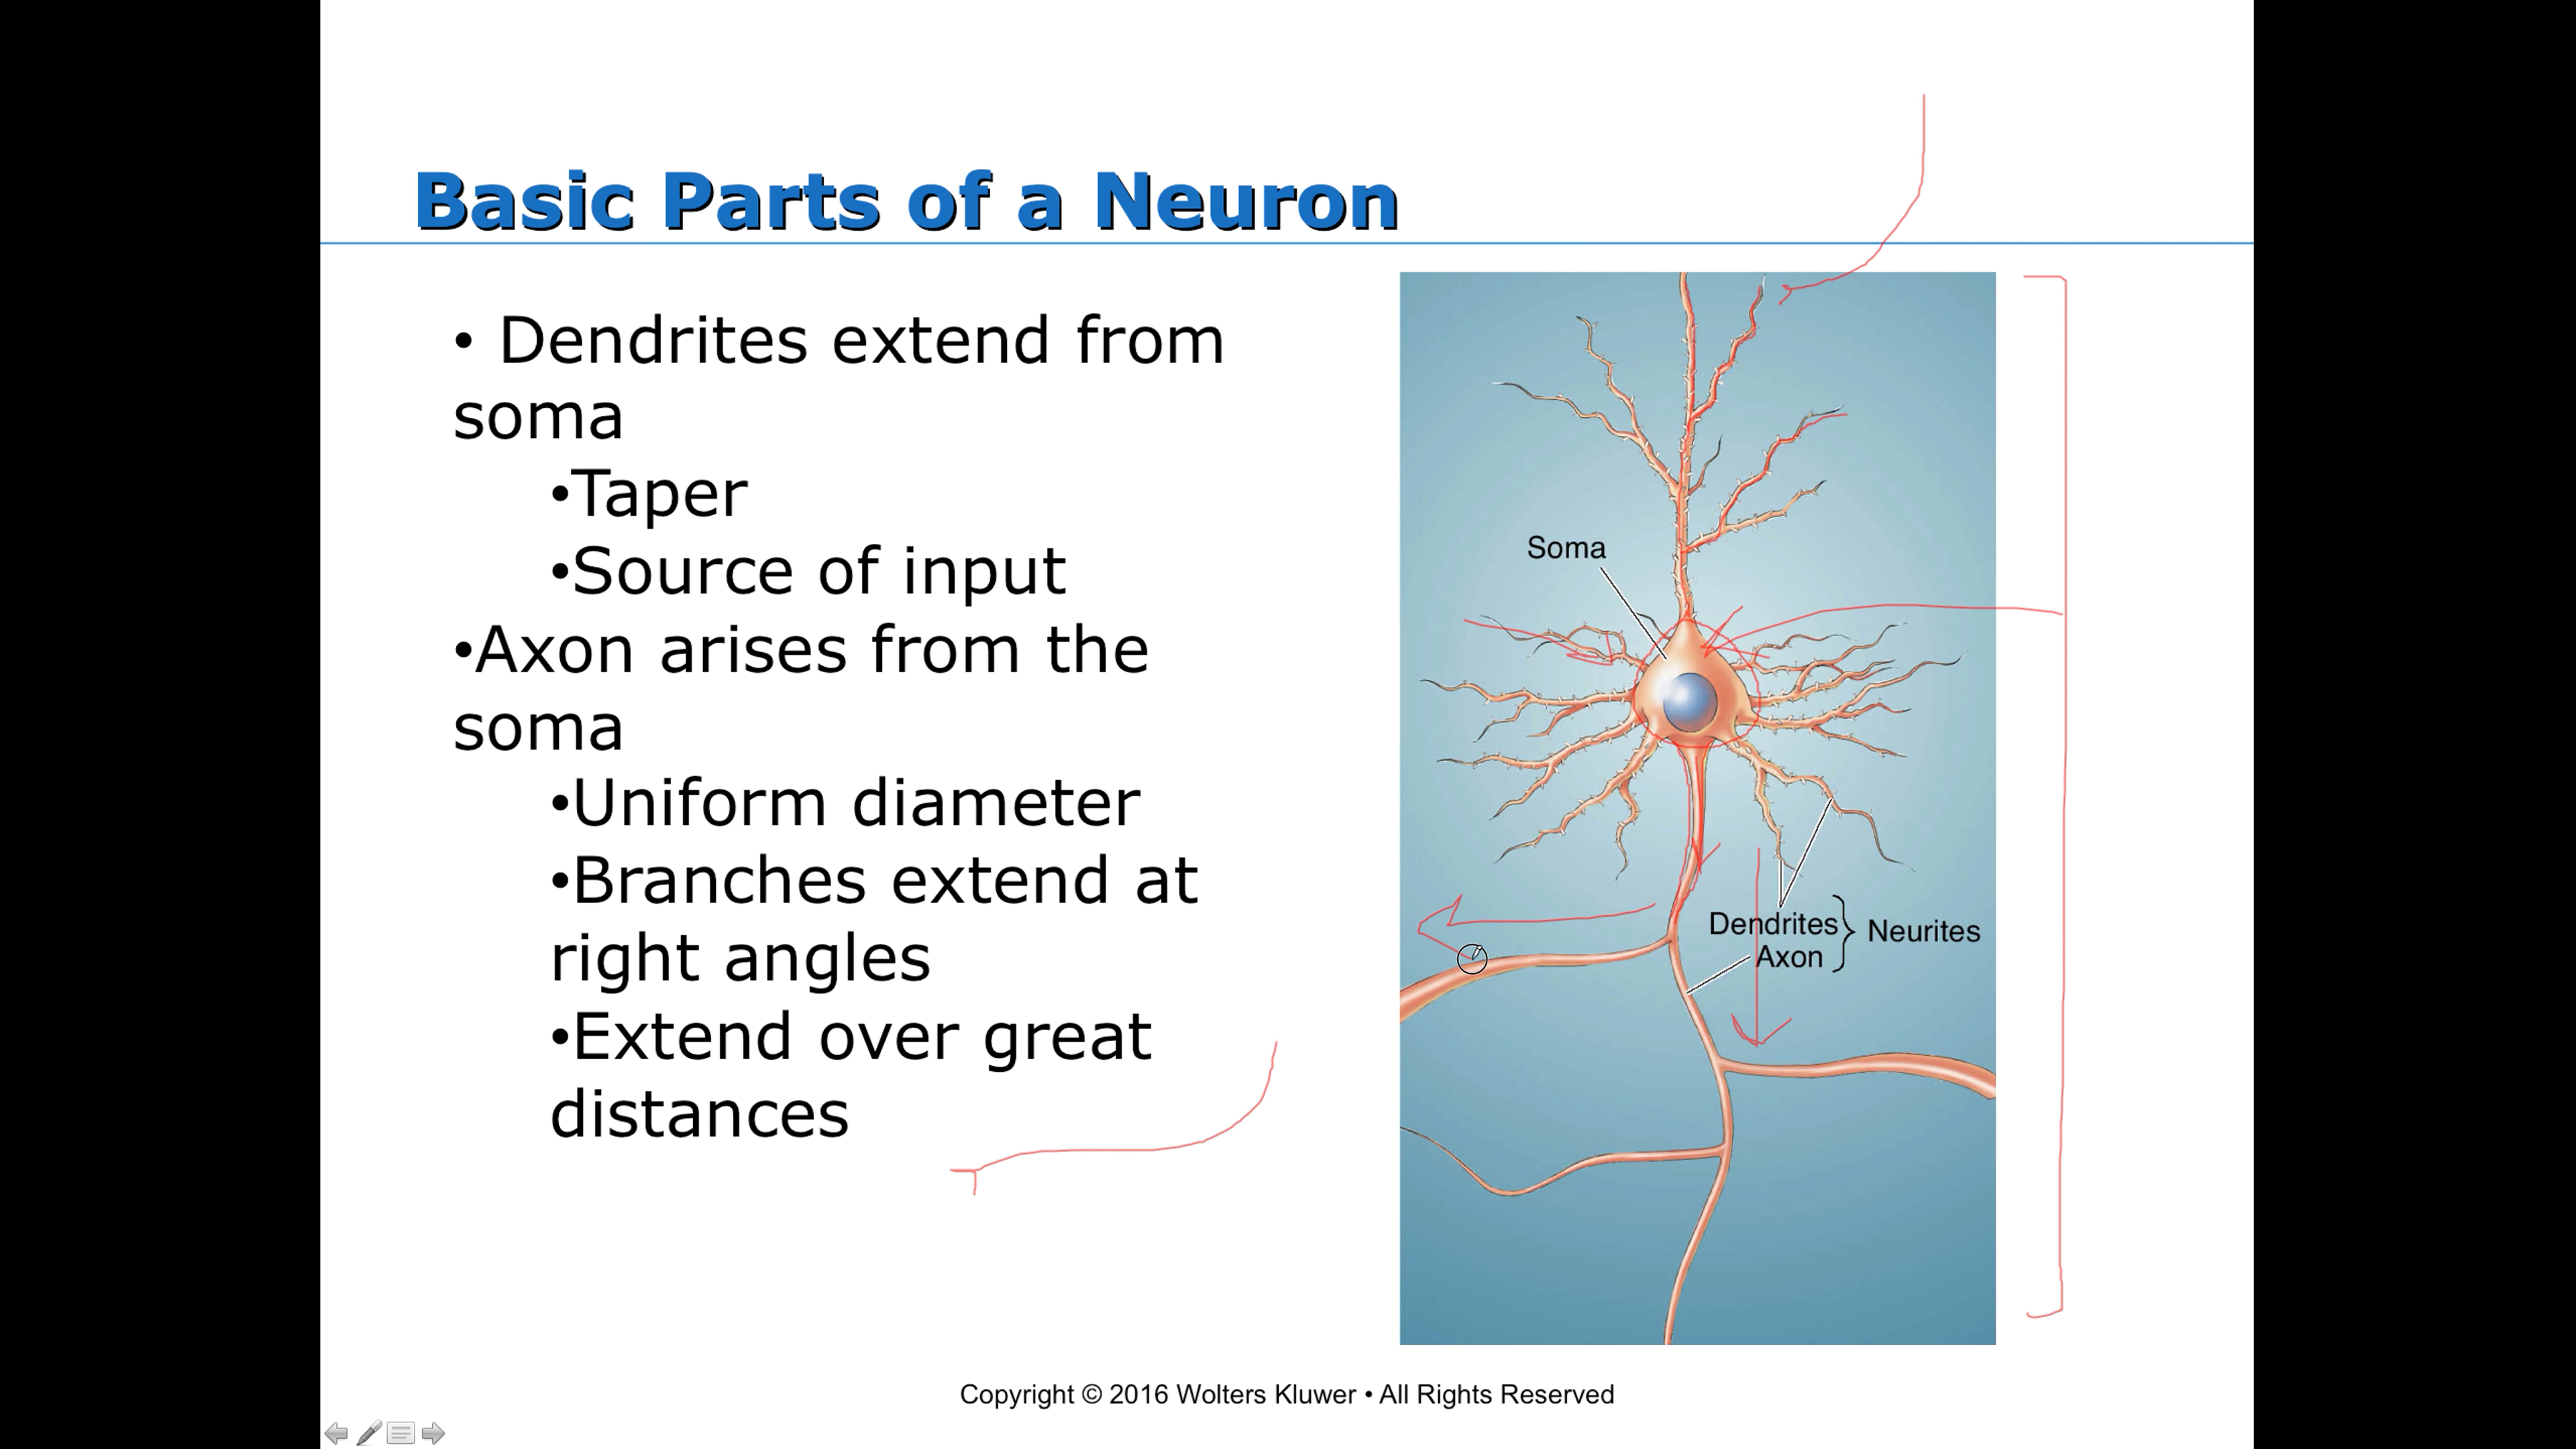 Basic Parts of a Neuron
• Dendrites extend from
soma
•Taper
•Source of input
•Axon arises from the
soma
•Uniform diameter
•Branches extend at
right angles
•Extend over great
distances
Soma
Dendrites
Axon
Neurites
Copyright © 2016 Wolters Kluwer • All Rights Reserved